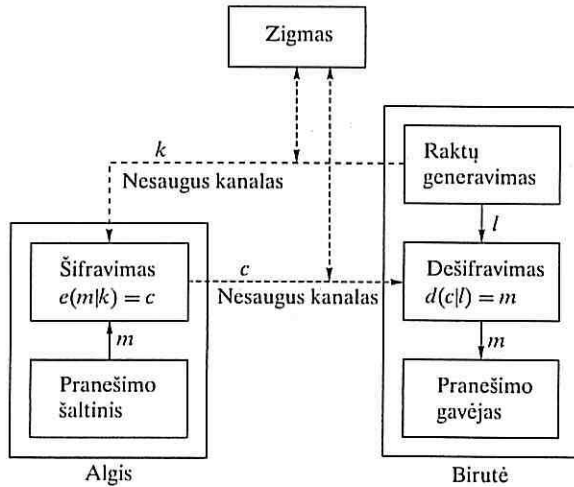 Zigmas
k
Nesaugus kanalas
Raktų
generavimas
l
Šifravimas
e(m|k) = c
c
Nesaugus kanalas
Dešifravimas
d(c|l) = m
m
m
Pranešimo
šaltinis
Pranešimo
gavėjas
Algis
Birutė